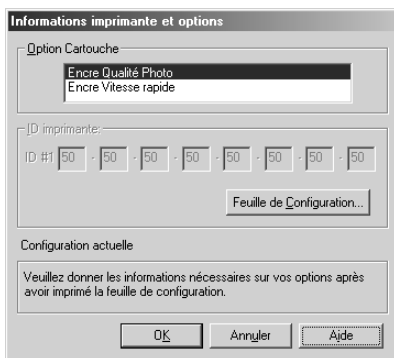 Informations imprimante et options
Option Cartouche
Encre Qualité Photo
Encre Vitesse rapide
ID imprimante:
ID #1 50 - 50 - 50 - 50 - 50 - 50 - 50 - 50
Feuille de Configuration...
Configuration actuelle
Veuillez donner les informations nécessaires sur vos options après
avoir imprimé la feuille de configuration.
OK Annuler Aide